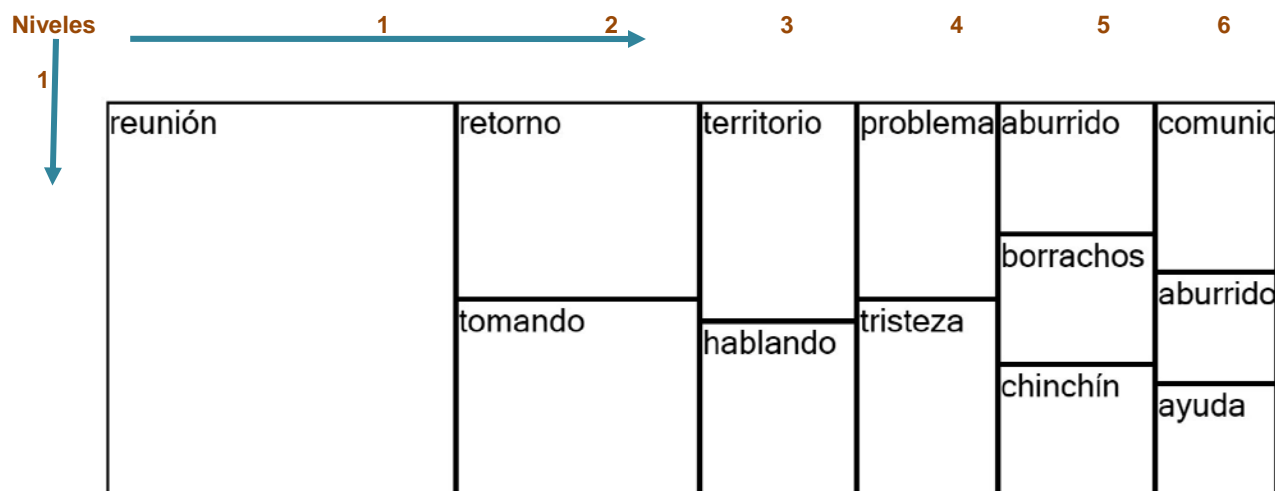 Niveles 1 2 3 4 5 6
1
reunión retorno territorio problema aburrido comunic
borrachos
aburrido
tomando tristeza
hablando
chinchín
ayuda